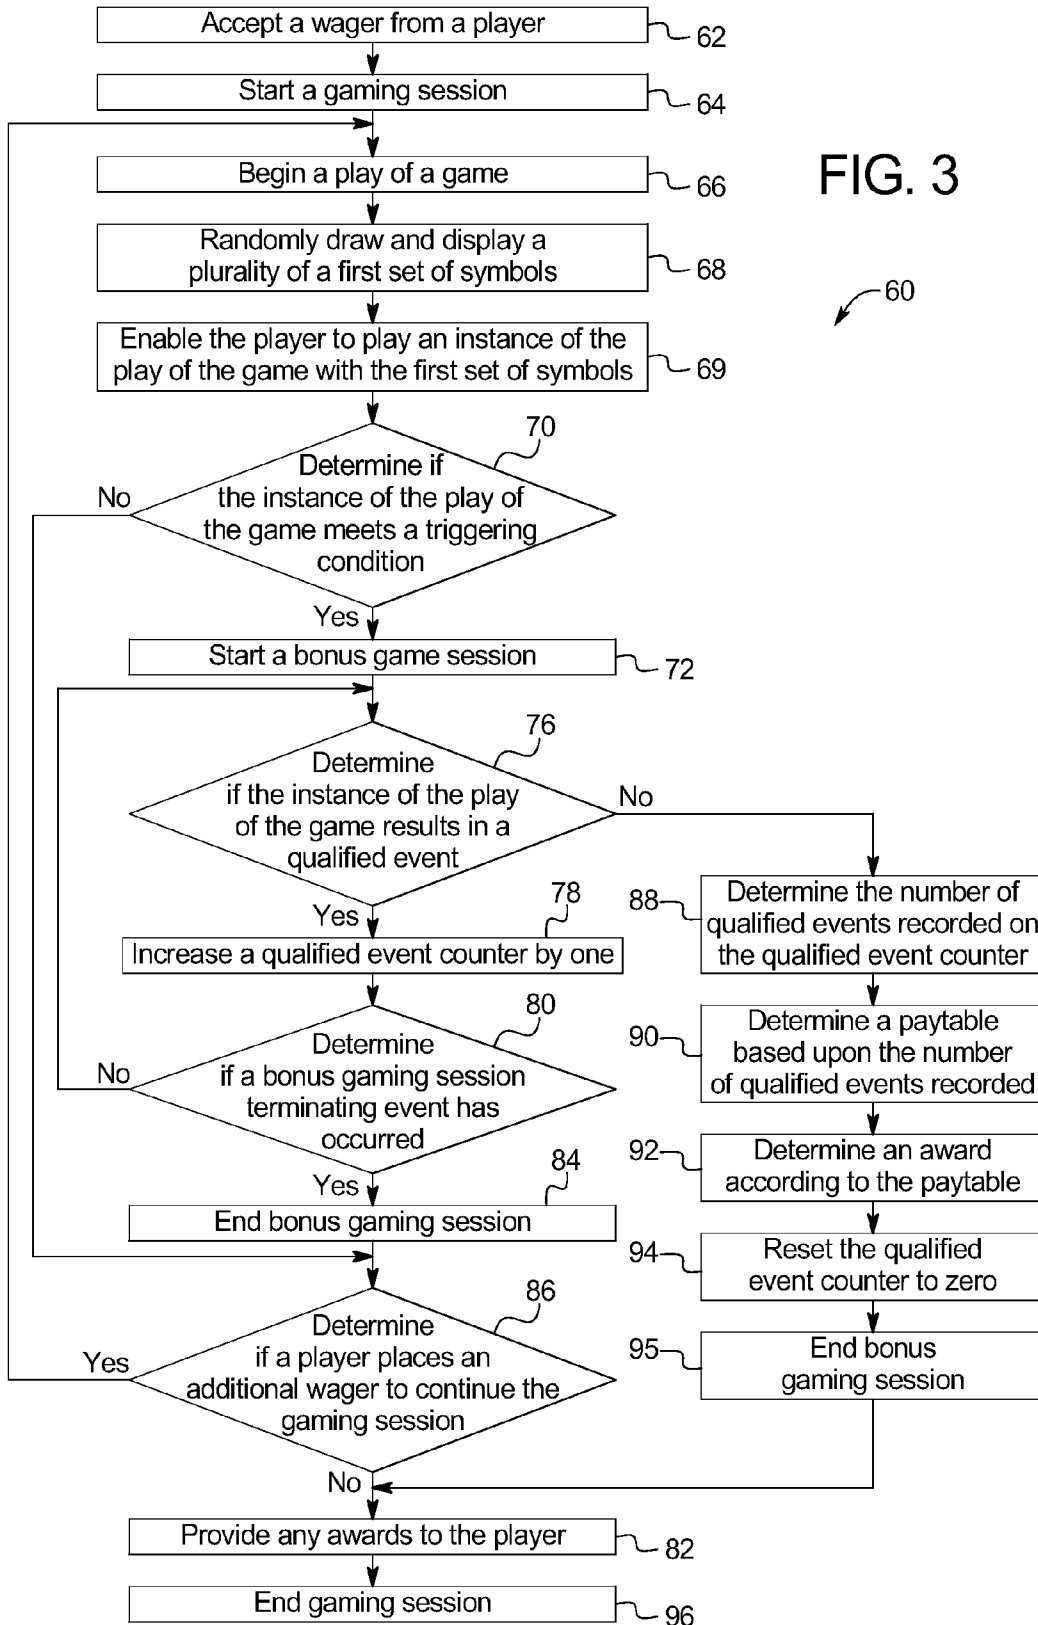 Accept a wager from a player
62
Start a gaming session
64
FIG. 3
Begin a play of a game
66
Randomly draw and display a
plurality of a first set of symbols
68
60
Enable the player to play an instance of the
play of the game with the first set of symbols
69
70
Determine if
the instance of the play of
the game meets a triggering
condition
No
Yes
Start a bonus game session
72
76
Determine
if the instance of the play
of the game results in a
qualified event
No
Yes
78
Increase a qualified event counter by one
80
Determine
if a bonus gaming session
terminating event has
occurred
No
Yes
84
End bonus gaming session
86
Determine
if a player places an
additional wager to continue the
gaming session
Yes
No
88
Determine the number of
qualified events recorded on
the qualified event counter
90
Determine a paytable
based upon the number
of qualified events recorded
92
Determine an award
according to the paytable
94
Reset the qualified
event counter to zero
95
End bonus
gaming session
Provide any awards to the player
82
End gaming session
96